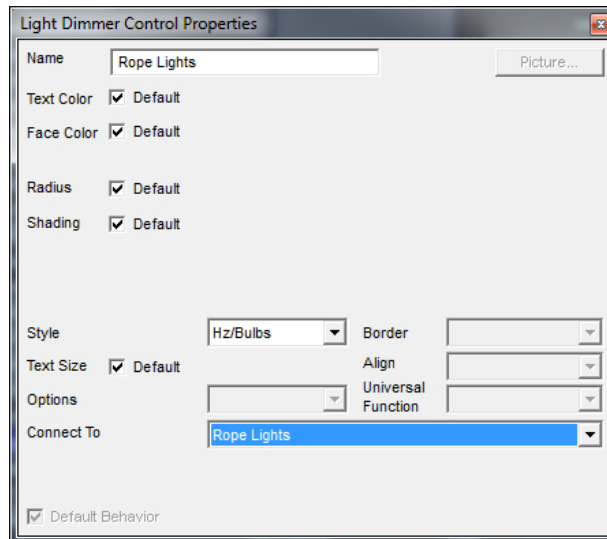 Light Dimmer Control Properties
Name Rope Lights Picture...
Text Color Default
Face Color Default
Radius Default
Shading Default
Style Hz/Bulbs Border
Text Size Default Align
Options Universal Function
Connect To Rope Lights
Default Behavior